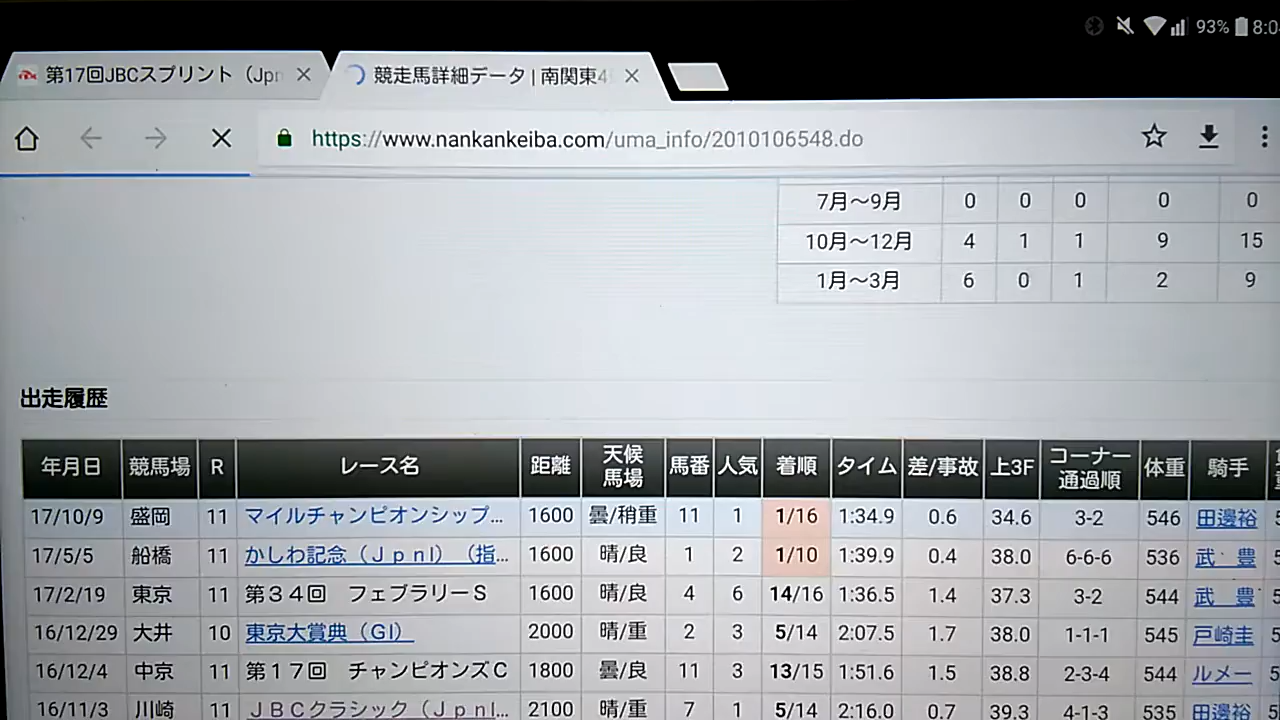 93% 8:0
第17回JBCスプリント（Jpn
競走馬詳細データ | 南関東4
https://www.nankankeiba.com/uma_info/2010106548.do
7月～9月 0 0 0 0 0
10月～12月 4 1 1 9 15
1月～3月 6 0 1 2 9
出走履歴
年月日 競馬場 R レース名 距離 天候馬場 馬番 人気 着順 タイム 差/事故 上3F コーナー通過順 体重 騎手
17/10/9 盛岡 11 マイルチャンピオンシップ… 1600 曇/稍重 11 1 1/16 1:34.9 0.6 34.6 3-2 546 田邊裕
17/5/5 船橋 11 かしわ記念（ＪｐｎⅠ）（指… 1600 晴/良 1 2 1/10 1:39.9 0.4 38.0 6-6-6 536 武　豊
17/2/19 東京 11 第３４回　フェブラリーＳ 1600 晴/良 4 6 14/16 1:36.5 1.4 37.3 3-2 544 武　豊
16/12/29 大井 10 東京大賞典（GⅠ） 2000 晴/重 2 3 5/14 2:07.5 1.7 38.0 1-1-1 545 戸崎圭
16/12/4 中京 11 第１７回　チャンピオンズＣ 1800 曇/良 11 3 13/15 1:51.6 1.5 38.8 2-3-4 544 ルメー
16/11/3 川崎 11 ＪＢＣクラシック（Ｊｐｎ… 2100 晴/重 7 1 5/14 2:16.0 0.7 39.3 4-1-3 535 田邊裕